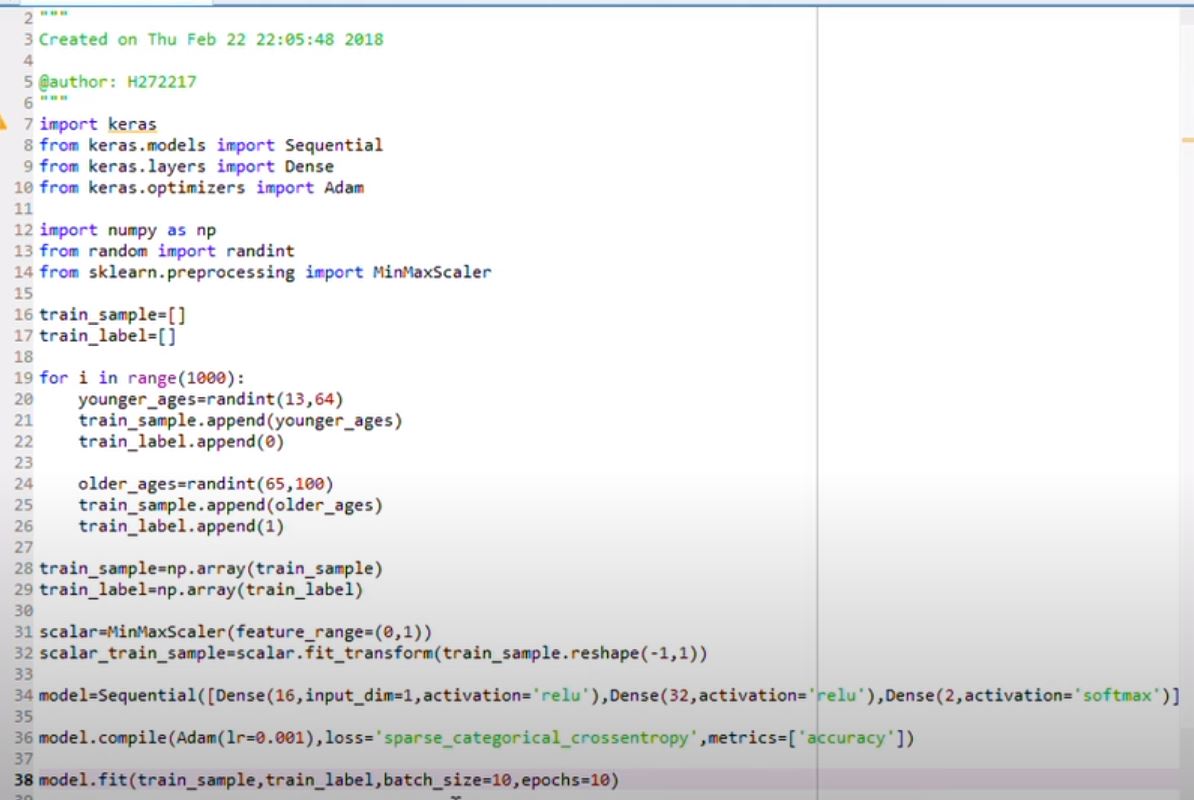 2 """
3 Created on Thu Feb 22 22:05:48 2018
4
5 @author: H272217
6 """
7 import keras
8 from keras.models import Sequential
9 from keras.layers import Dense
10 from keras.optimizers import Adam
11
12 import numpy as np
13 from random import randint
14 from sklearn.preprocessing import MinMaxScaler
15
16 train_sample=[]
17 train_label=[]
18
19 for i in range(1000):
20     younger_ages=randint(13,64)
21     train_sample.append(younger_ages)
22     train_label.append(0)
23
24     older_ages=randint(65,100)
25     train_sample.append(older_ages)
26     train_label.append(1)
27
28 train_sample=np.array(train_sample)
29 train_label=np.array(train_label)
30
31 scalar=MinMaxScaler(feature_range=(0,1))
32 scalar_train_sample=scalar.fit_transform(train_sample.reshape(-1,1))
33
34 model=Sequential([Dense(16,input_dim=1,activation='relu'),Dense(32,activation='relu'),Dense(2,activation='softmax')]
35
36 model.compile(Adam(lr=0.001),loss='sparse_categorical_crossentropy',metrics=['accuracy'])
37
38 model.fit(train_sample,train_label,batch_size=10,epochs=10)